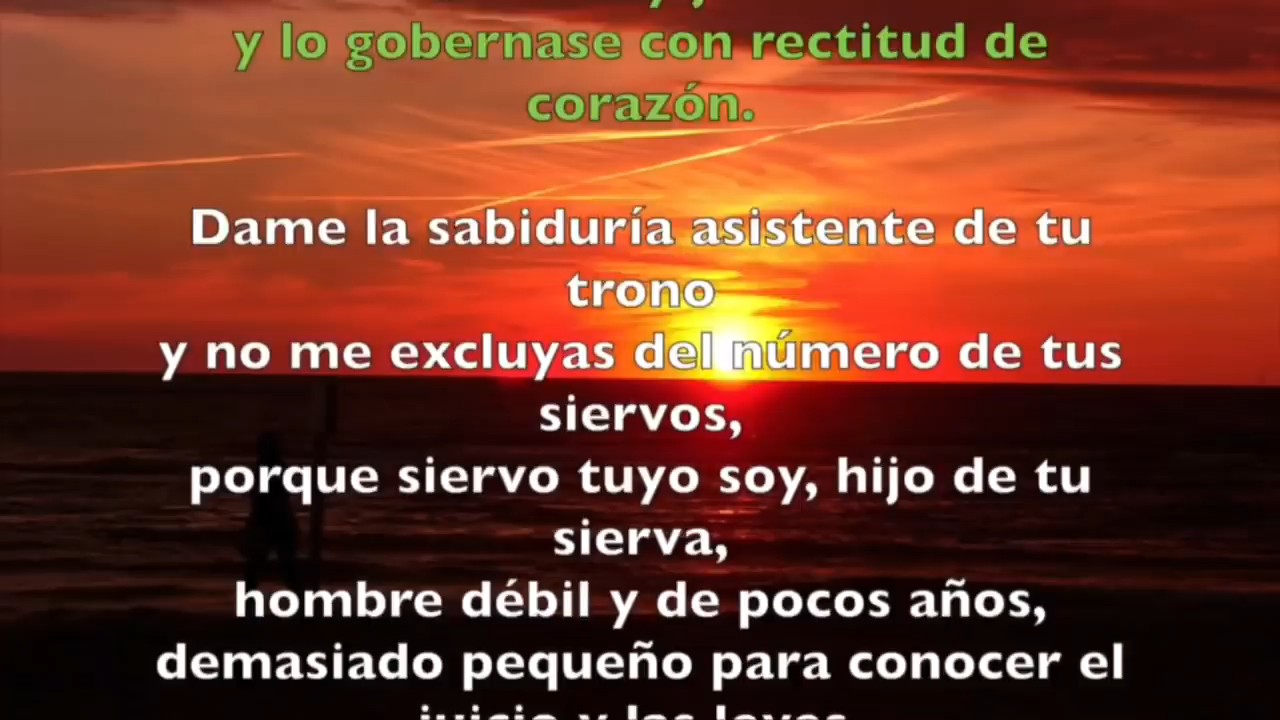 y lo gobernase con rectitud de
corazón.
Dame la sabiduría asistente de tu
trono
y no me excluyas del número de tus
siervos,
porque siervo tuyo soy, hijo de tu
sierva,
hombre débil y de pocos años,
demasiado pequeño para conocer el
juicio y las leyes.